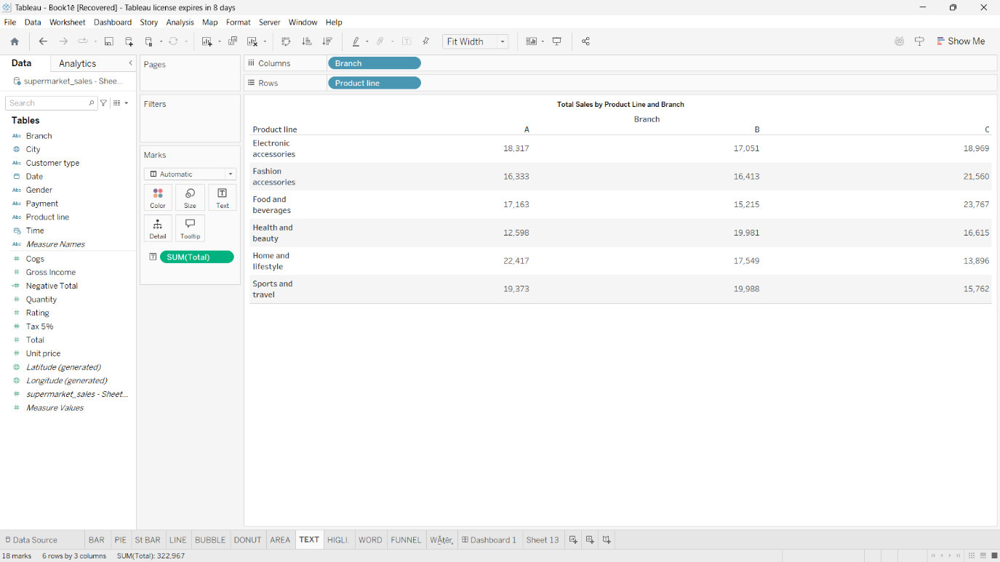 Tableau - Book1ē [Recovered] - Tableau license expires in 8 days
File Data Worksheet Dashboard Story Analysis Map Format Server Window Help
Fit Width
Show Me
Data Analytics
supermarket_sales - Shee...
Search
Tables
Abc Branch
City
Abc Customer type
Date
Abc Gender
Abc Payment
Abc Product line
Time
Abc Measure Names
Cogs
Gross Income
Negative Total
Quantity
Rating
Tax 5%
Total
Unit price
Latitude (generated)
Longitude (generated)
supermarket_sales - Sheet...
Measure Values
Pages
Filters
Marks
Automatic
Color Size Text
Detail Tooltip
SUM(Total)
Columns Branch
Rows Product line
Total Sales by Product Line and Branch
Branch
Product line A B C
Electronic
accessories 18,317 17,051 18,969
Fashion
accessories 16,333 16,413 21,560
Food and
beverages 17,163 15,215 23,767
Health and
beauty 12,598 19,981 16,615
Home and
lifestyle 22,417 17,549 13,896
Sports and
travel 19,373 19,988 15,762
Data Source BAR PIE St BAR LINE BUBBLE DONUT AREA TEXT HIGLI. WORD FUNNEL Dashboard 1 Sheet 13
18 marks 6 rows by 3 columns SUM(Total): 322,967